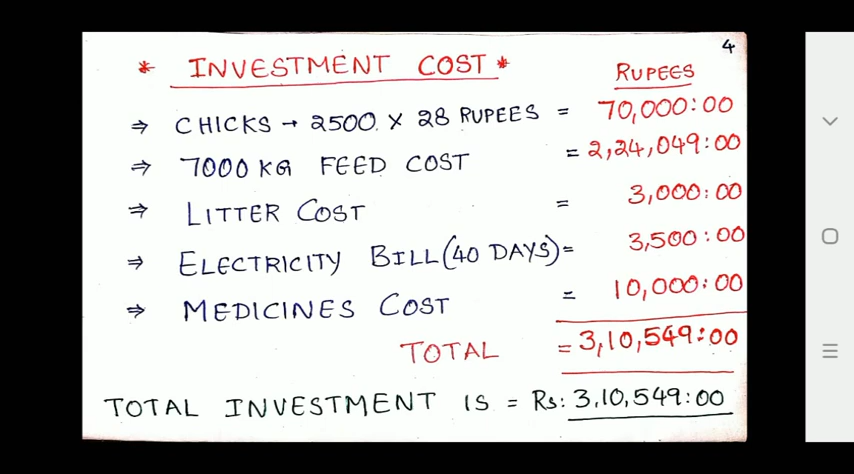 4
* INVESTMENT COST *
RUPEES
⇒ CHICKS → 2500 X 28 RUPEES = 70,000:00
⇒ 7000 KG FEED COST = 2,24,049:00
⇒ LITTER COST = 3,000:00
⇒ ELECTRICITY BILL (40 DAYS) = 3,500:00
⇒ MEDICINES COST = 10,000:00
TOTAL = 3,10,549:00
TOTAL INVESTMENT IS = Rs: 3,10,549:00